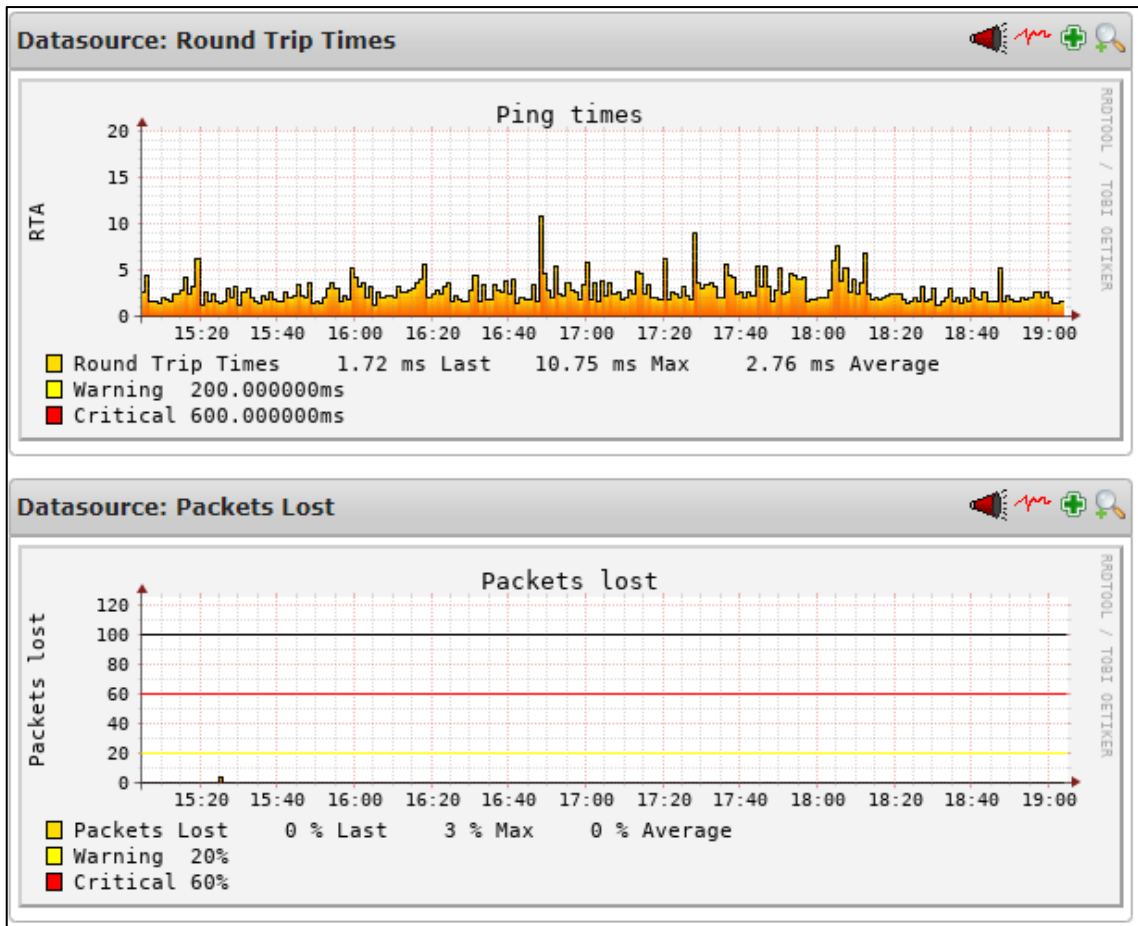 Datasource: Round Trip Times
Ping times
RRDTOOL / TOBI OETIKER
RTA
20
15
10
5
0
15:20 15:40 16:00 16:20 16:40 17:00 17:20 17:40 18:00 18:20 18:40 19:00
Round Trip Times 1.72 ms Last 10.75 ms Max 2.76 ms Average
Warning 200.000000ms
Critical 600.000000ms
Datasource: Packets Lost
Packets lost
RRDTOOL / TOBI OETIKER
Packets lost
120
100
80
60
40
20
0
15:20 15:40 16:00 16:20 16:40 17:00 17:20 17:40 18:00 18:20 18:40 19:00
Packets Lost 0 % Last 3 % Max 0 % Average
Warning 20%
Critical 60%